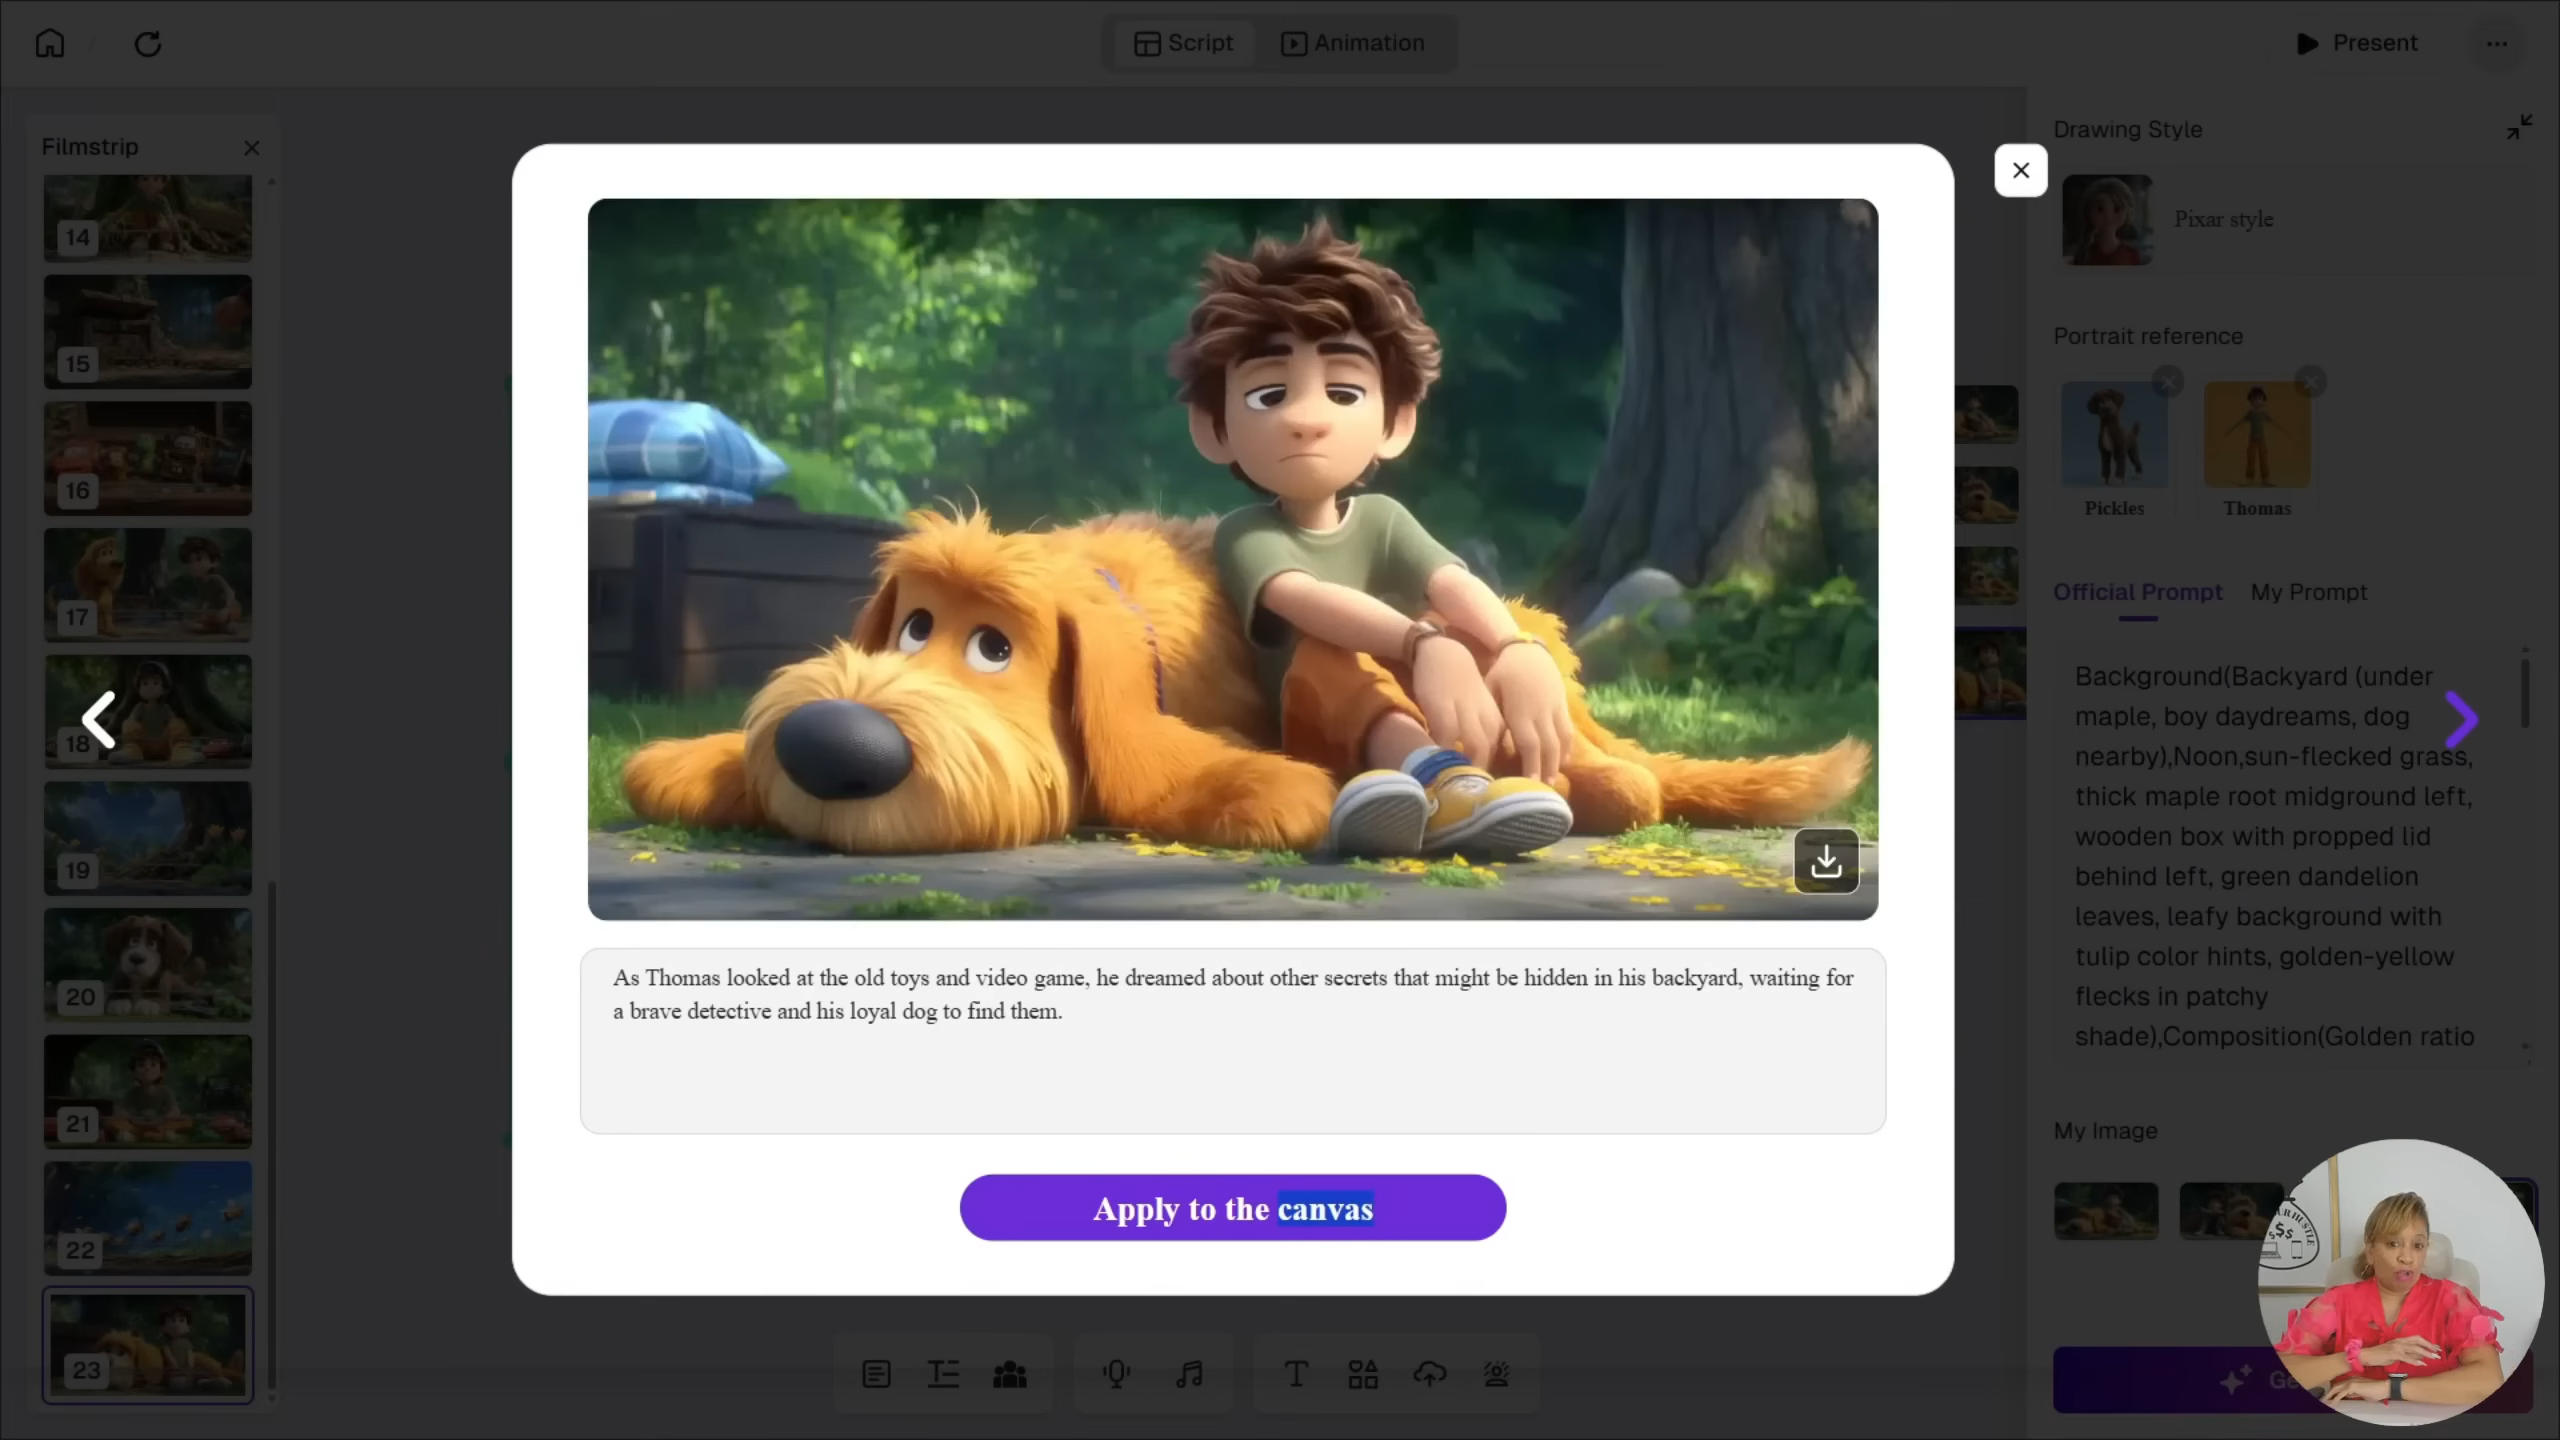 Script
Animation
Present
Filmstrip
14
15
16
17
18
19
20
21
22
23
As Thomas looked at the old toys and video game, he dreamed about other secrets that might be hidden in his backyard, waiting for
a brave detective and his loyal dog to find them.
Apply to the canvas
Drawing Style
Pixar style
Portrait reference
Pickles
Thomas
Official Prompt
My Prompt
Background(Backyard (under
maple, boy daydreams, dog
nearby),Noon,sun-flecked grass,
thick maple root midground left,
wooden box with propped lid
behind left, green dandelion
leaves, leafy background with
tulip color hints, golden-yellow
flecks in patchy
shade),Composition(Golden ratio
My Image
$$$